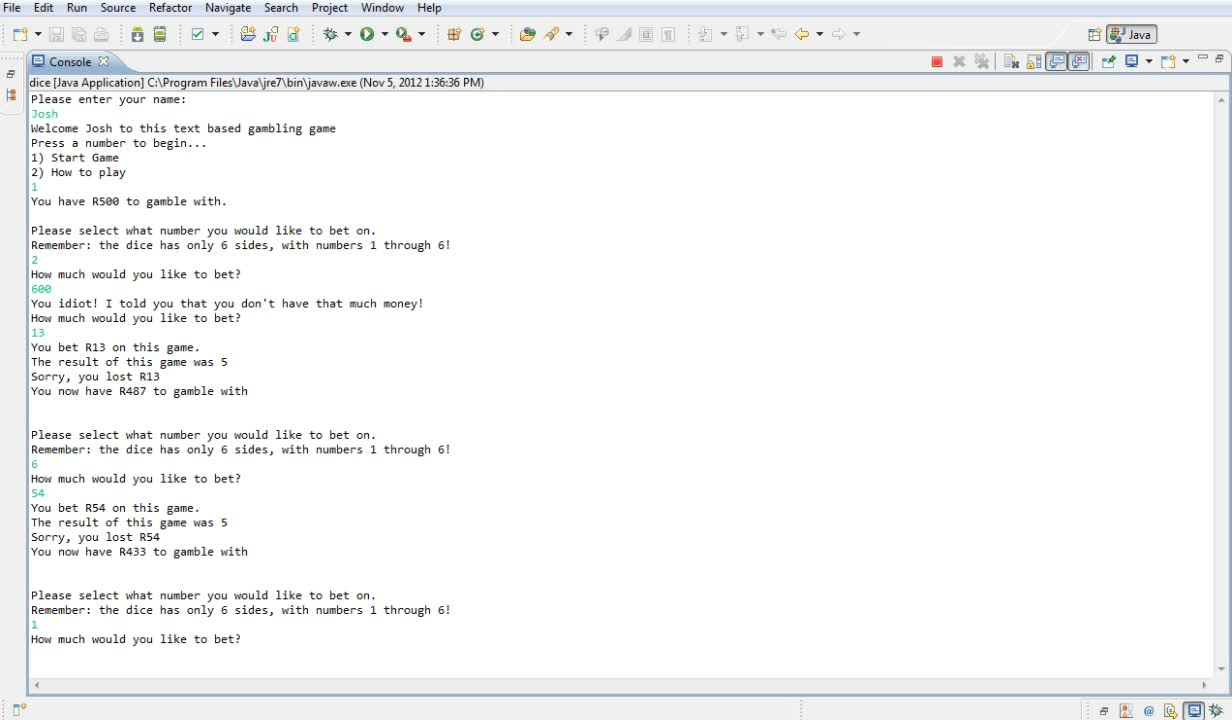 File Edit Run Source Refactor Navigate Search Project Window Help
Java
Console
dice [Java Application] C:\Program Files\Java\jre7\bin\javaw.exe (Nov 5, 2012 1:36:36 PM)
Please enter your name:
Josh
Welcome Josh to this text based gambling game
Press a number to begin...
1) Start Game
2) How to play
1
You have R500 to gamble with.
Please select what number you would like to bet on.
Remember: the dice has only 6 sides, with numbers 1 through 6!
2
How much would you like to bet?
600
You idiot! I told you that you don't have that much money!
How much would you like to bet?
13
You bet R13 on this game.
The result of this game was 5
Sorry, you lost R13
You now have R487 to gamble with
Please select what number you would like to bet on.
Remember: the dice has only 6 sides, with numbers 1 through 6!
6
How much would you like to bet?
54
You bet R54 on this game.
The result of this game was 5
Sorry, you lost R54
You now have R433 to gamble with
Please select what number you would like to bet on.
Remember: the dice has only 6 sides, with numbers 1 through 6!
1
How much would you like to bet?